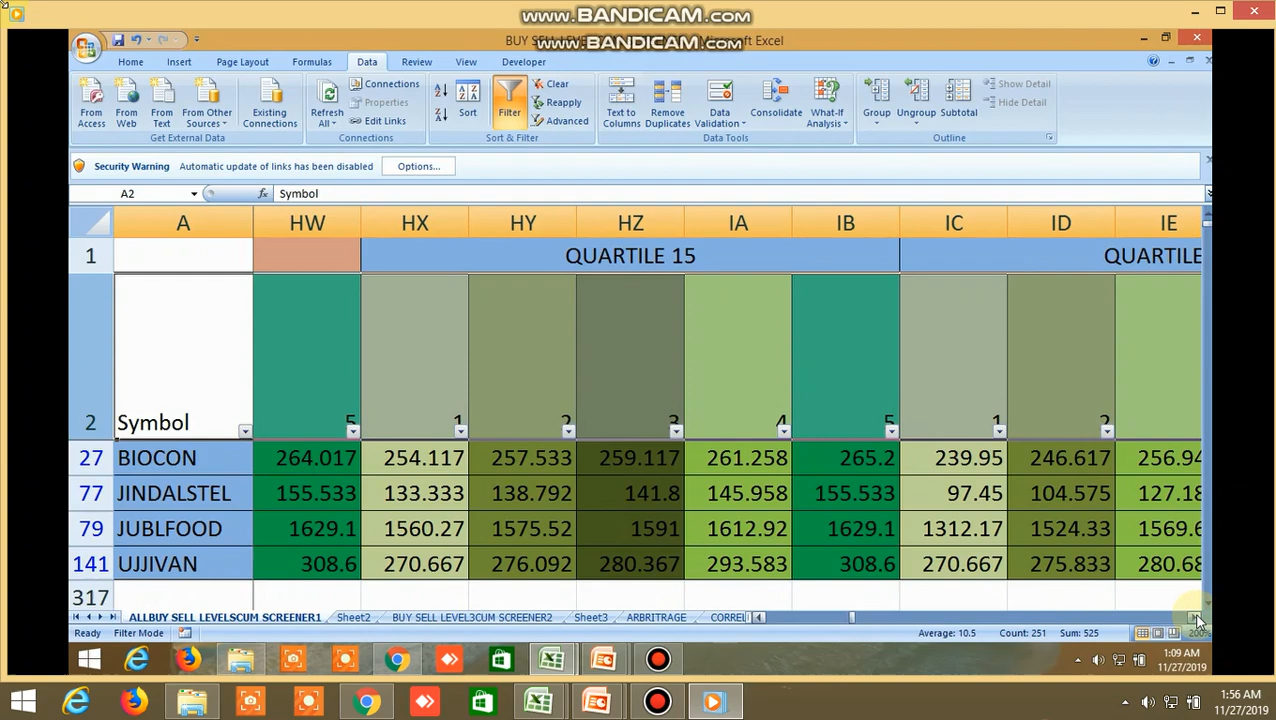 www.BANDICAM.com
BUY SELL LEVEL
www.BANDICAM.com
Microsoft Excel
Home Insert Page Layout Formulas Data Review View Developer
From Access
From Web
From Text
From Other Sources
Existing Connections
Refresh All
Connections
Properties
Edit Links
Sort
Filter
Clear
Reapply
Advanced
Text to Columns
Remove Duplicates
Data Validation
Consolidate
What-If Analysis
Group
Ungroup
Subtotal
Show Detail
Hide Detail
Get External Data Connections Sort & Filter Data Tools Outline
Security Warning Automatic update of links has been disabled Options...
A2 fx Symbol
A HW HX HY HZ IA IB IC ID IE
1 QUARTILE 15 QUARTILE
2 Symbol 5 1 2 3 4 5 1 2
27 BIOCON 264.017 254.117 257.533 259.117 261.258 265.2 239.95 246.617 256.94
77 JINDALSTEL 155.533 133.333 138.792 141.8 145.958 155.533 97.45 104.575 127.18
79 JUBLFOOD 1629.1 1560.27 1575.52 1591 1612.92 1629.1 1312.17 1524.33 1569.6
141 UJJIVAN 308.6 270.667 276.092 280.367 293.583 308.6 270.667 275.833 280.68
317
ALLBUY SELL LEVELSCUM SCREENER1 Sheet2 BUY SELL LEVEL3CUM SCREENER2 Sheet3 ARBRITRAGE CORREL
Ready Filter Mode Average: 10.5 Count: 251 Sum: 525 200%
1:09 AM
11/27/2019
1:56 AM
11/27/2019